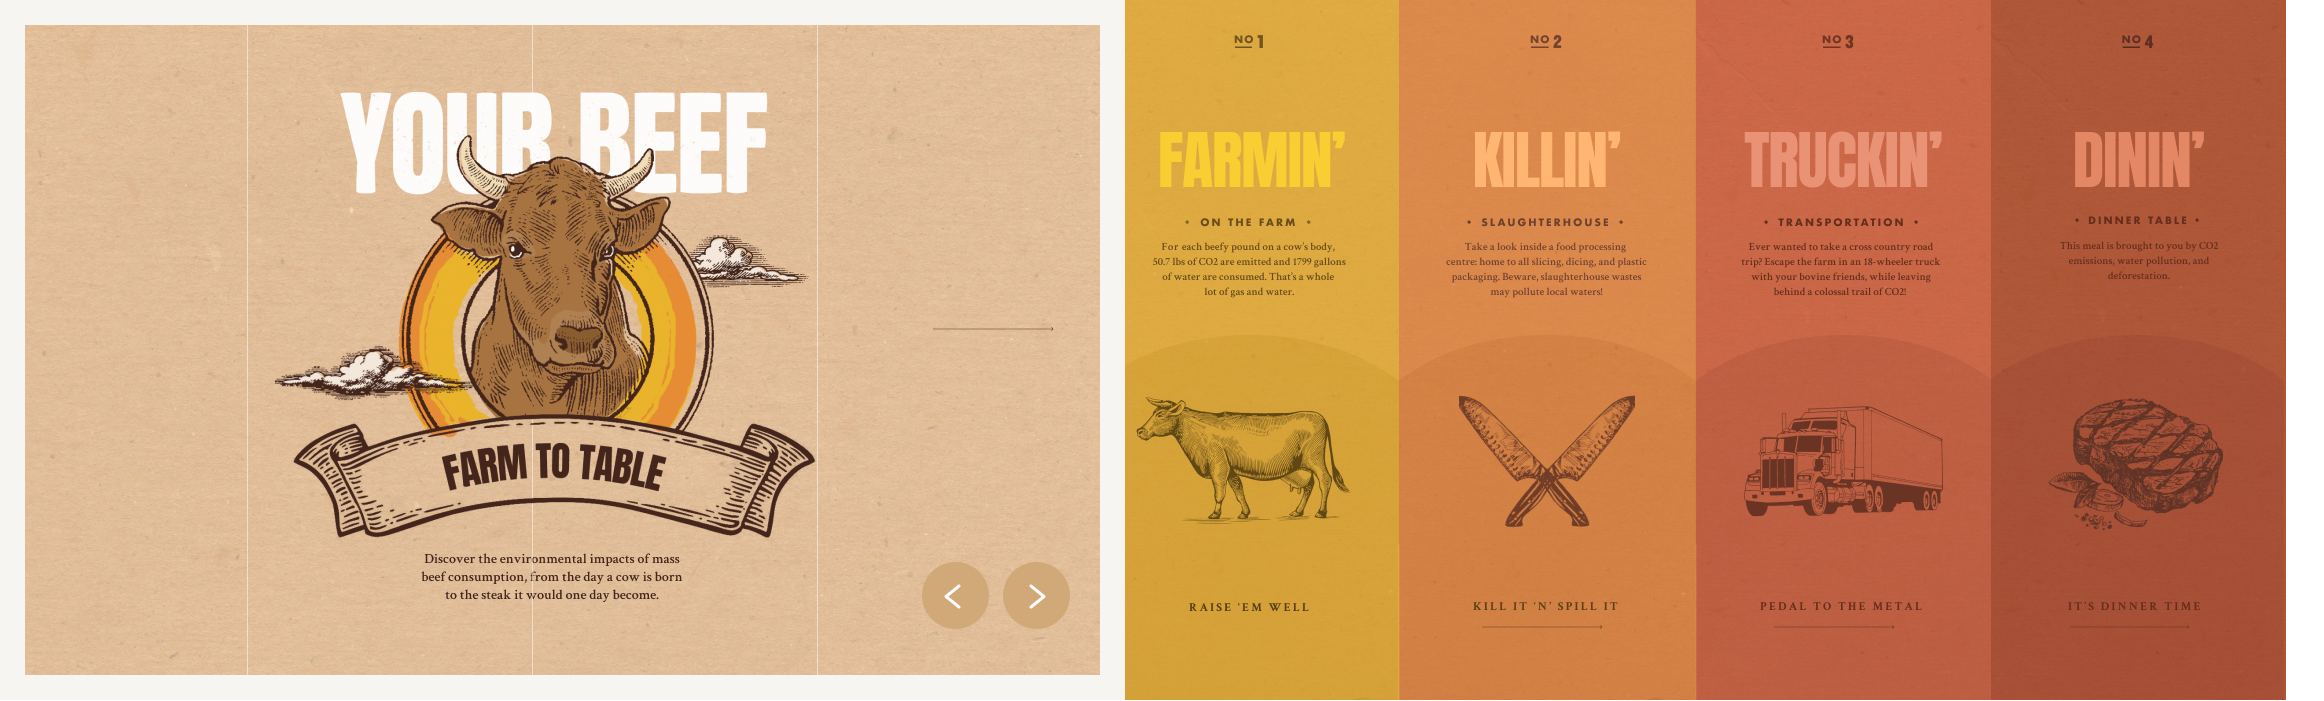 YOUR BEEF
FARM TO TABLE
Discover the environmental impacts of mass
beef consumption, from the day a cow is born
to the steak it would one day become.
NO 1
FARMIN’
• ON THE FARM •
For each beefy pound on a cow's body,
50.7 lbs of CO2 are emitted and 1799 gallons
of water are consumed. That's a whole
lot of gas and water.
RAISE 'EM WELL
NO 2
KILLIN’
• SLAUGHTERHOUSE •
Take a look inside a food processing
centre: home to all slicing, dicing, and plastic
packaging. Beware, slaughterhouse wastes
may pollute local waters!
KILL IT 'N' SPILL IT
NO 3
TRUCKIN’
• TRANSPORTATION •
Ever wanted to take a cross country road
trip? Escape the farm in an 18-wheeler truck
with your bovine friends, while leaving
behind a colossal trail of CO2!
PEDAL TO THE METAL
NO 4
DININ’
• DINNER TABLE •
This meal is brought to you by CO2
emissions, water pollution, and
deforestation.
IT'S DINNER TIME